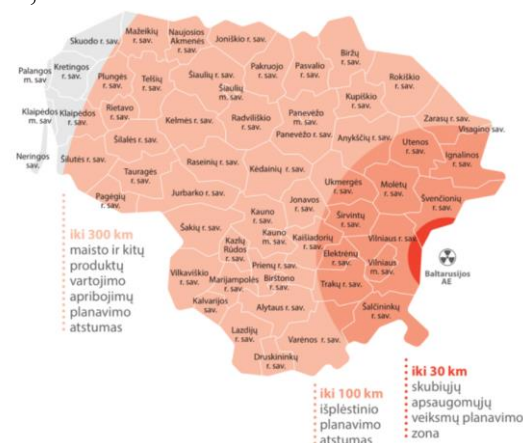 Skuodo r. sav.
Mažeikių
r. sav.
Naujosios
Akmenės
r. sav.
Joniškio r. sav.
Biržų
r. sav.
Palangos
m. sav
Kretingos
r. sav.
Plungės
r. sav.
Telšių
r. sav.
Šiaulių r. sav.
Šiaulių
m. sav.
Pakruojo
r. sav.
Pasvalio
r. sav.
Rokiškio
r. sav.
Kupiškio
r. sav.
Klaipėdos
m. sav
Klaipėdos
r. sav.
Rietavo
r. sav.
Kelmės r. sav.
Radviliškio
r. sav.
Panevėžo
m. sav.
Panevėžo r. sav.
Anykščių r. sav.
Zarasų r. sav.
Visagino sav.
Utenos
r. sav.
Ignalinos
r. sav.
Neringos
sav.
Šilutės r. sav.
Šilalės r. sav.
Tauragės
r. sav.
Raseinių r. sav.
Kėdainių r. sav.
Ukmergės
r. sav.
Molėtų
r. sav.
Švenčionių
r. sav.
Pagėgių
r. sav.
Jurbarko r. sav.
Jonavos
r. sav.
Širvintų
r. sav.
Šakių r. sav.
Kauno
r. sav.
Kauno
m. sav.
Kaišiadorių
r. sav.
Vilniaus r. sav.
Vilniaus
m. sav.
Elektrėnų
r. sav.
Kazlų
Rūdos
r. sav.
Prienų r. sav.
Trakų r. sav.
Vilkaviškio
r. sav.
Marijampolės
r. sav.
Birštono
r. sav.
Šalčininkų
r. sav.
Kalvarijos
sav.
Alytaus r. sav.
Lazdijų
r. sav.
Varėnos r. sav.
Druskininkų
r. sav.
Baltarusijos
AE
iki 300 km
maisto ir kitų
produktų
vartojimo
apribojimų
planavimo
atstumas
iki 100 km
išplėstinio
planavimo
atstumas
iki 30 km
skubiųjų
apsaugomųjų
veiksmų planavimo
zona